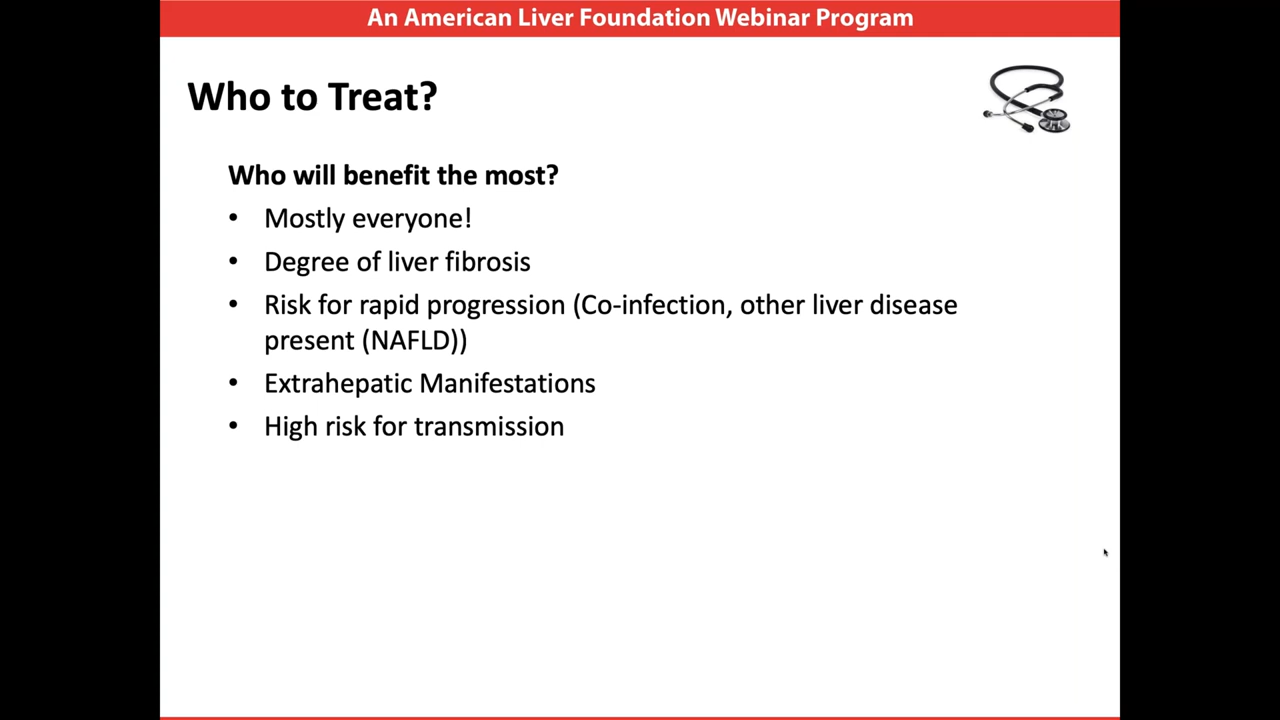 An American Liver Foundation Webinar Program
Who to Treat?
Who will benefit the most?
• Mostly everyone!
• Degree of liver fibrosis
• Risk for rapid progression (Co-infection, other liver disease
present (NAFLD))
• Extrahepatic Manifestations
• High risk for transmission